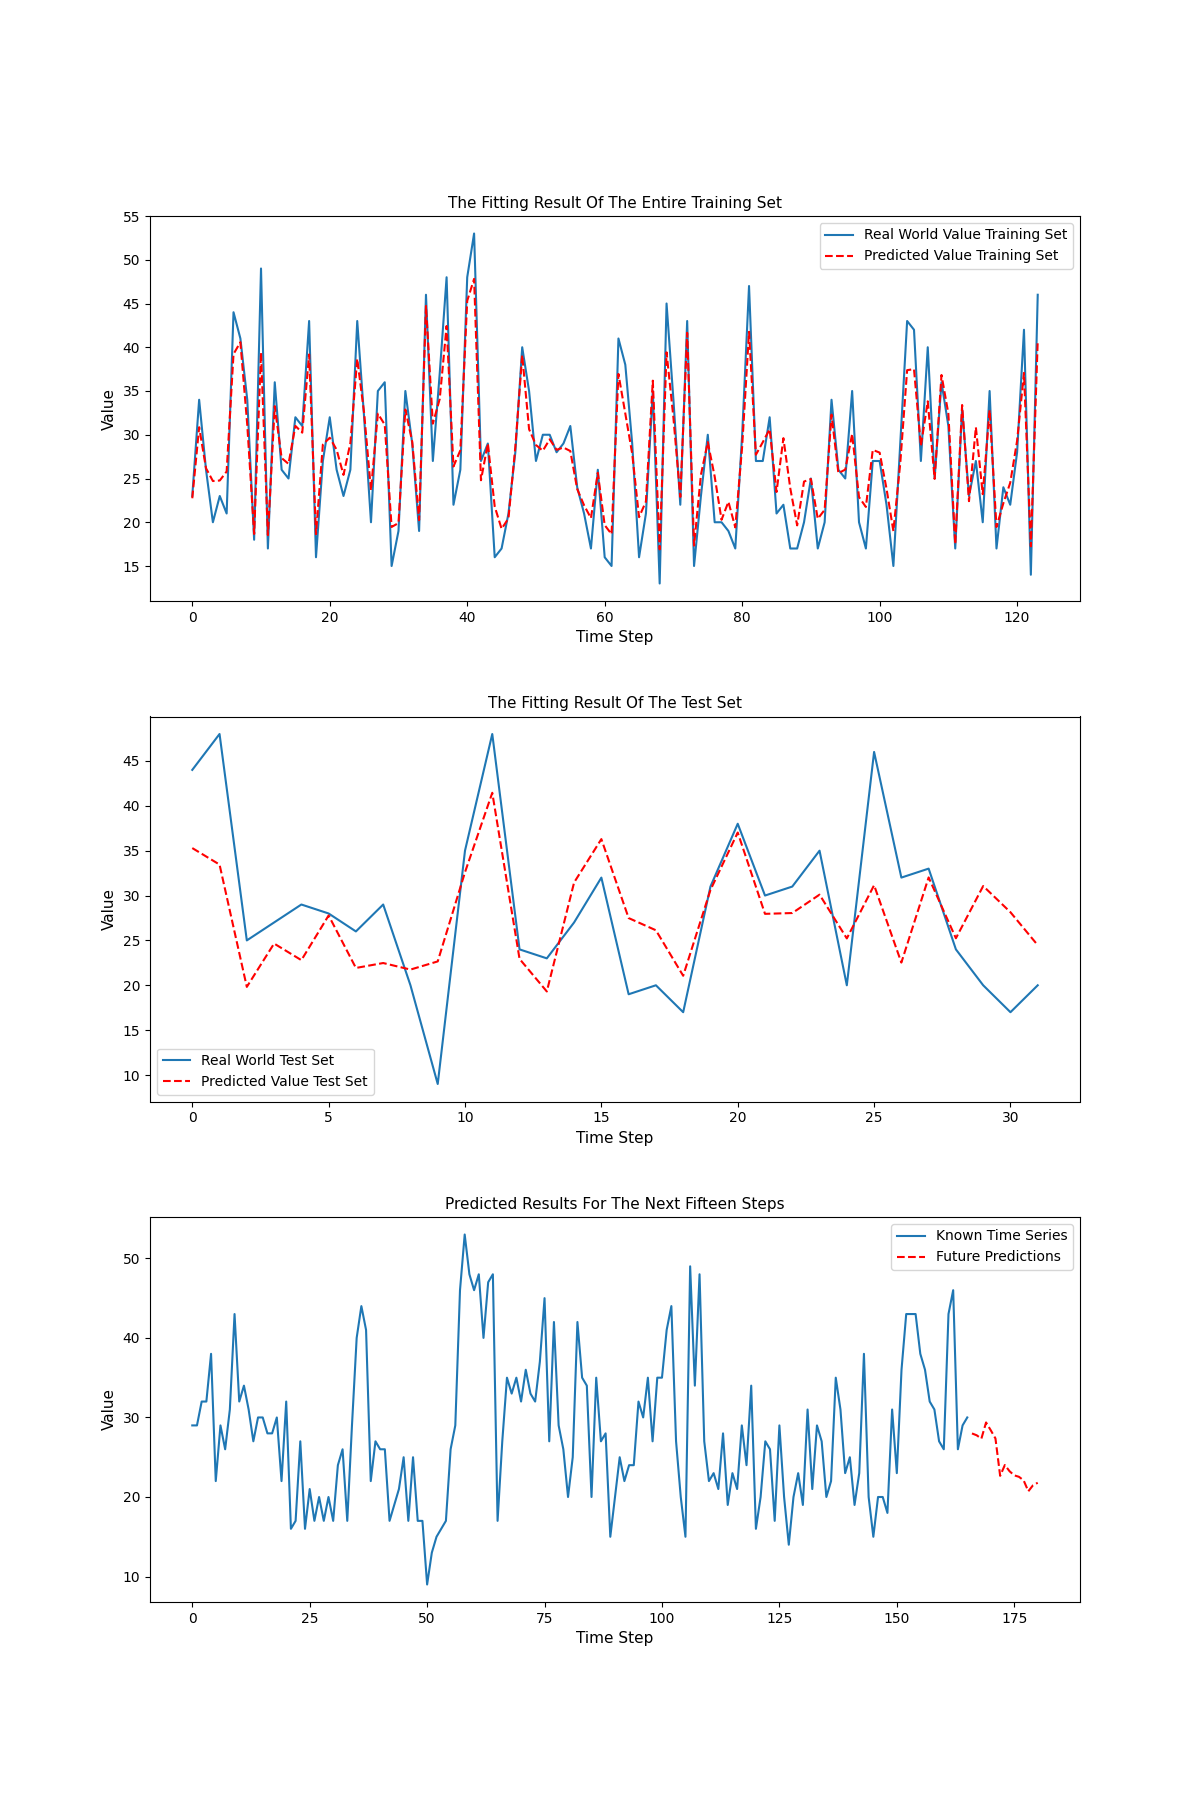 The Fitting Result Of The Entire Training Set
Real World Value Training Set
Predicted Value Training Set
Value
55
50
45
40
35
30
25
20
15
0 20 40 60 80 100 120
Time Step
The Fitting Result Of The Test Set
Value
45
40
35
30
25
20
15
10
Real World Test Set
Predicted Value Test Set
0 5 10 15 20 25 30
Time Step
Predicted Results For The Next Fifteen Steps
Known Time Series
Future Predictions
Value
50
40
30
20
10
0 25 50 75 100 125 150 175
Time Step